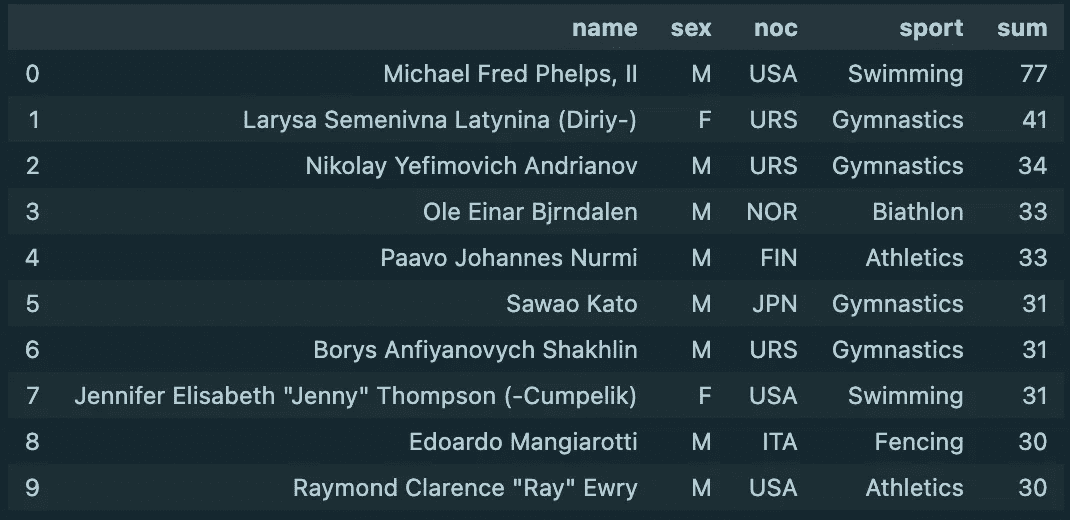 name sex noc sport sum
0 Michael Fred Phelps, II M USA Swimming 77
1 Larysa Semenivna Latynina (Diriy-) F URS Gymnastics 41
2 Nikolay Yefimovich Andrianov M URS Gymnastics 34
3 Ole Einar Bjrndalen M NOR Biathlon 33
4 Paavo Johannes Nurmi M FIN Athletics 33
5 Sawao Kato M JPN Gymnastics 31
6 Borys Anfiyanovych Shakhlin M URS Gymnastics 31
7 Jennifer Elisabeth "Jenny" Thompson (-Cumpelik) F USA Swimming 31
8 Edoardo Mangiarotti M ITA Fencing 30
9 Raymond Clarence "Ray" Ewry M USA Athletics 30